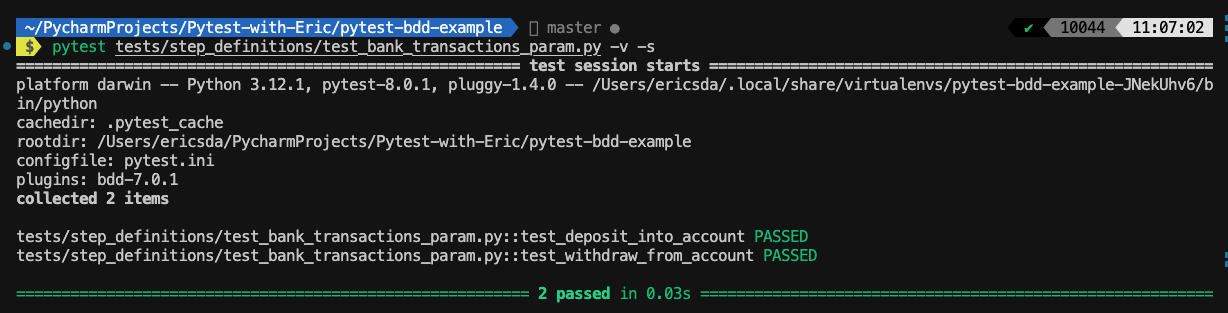 ~/PycharmProjects/Pytest-with-Eric/pytest-bdd-example master ● ✔ 10044 11:07:02
$ pytest tests/step_definitions/test_bank_transactions_param.py -v -s
============================================================ test session starts ============================================================
platform darwin -- Python 3.12.1, pytest-8.0.1, pluggy-1.4.0 -- /Users/ericsda/.local/share/virtualenvs/pytest-bdd-example-JNekUhv6/b
in/python
cachedir: .pytest_cache
rootdir: /Users/ericsda/PycharmProjects/Pytest-with-Eric/pytest-bdd-example
configfile: pytest.ini
plugins: bdd-7.0.1
collected 2 items
tests/step_definitions/test_bank_transactions_param.py::test_deposit_into_account PASSED
tests/step_definitions/test_bank_transactions_param.py::test_withdraw_from_account PASSED
============================================================ 2 passed in 0.03s ============================================================